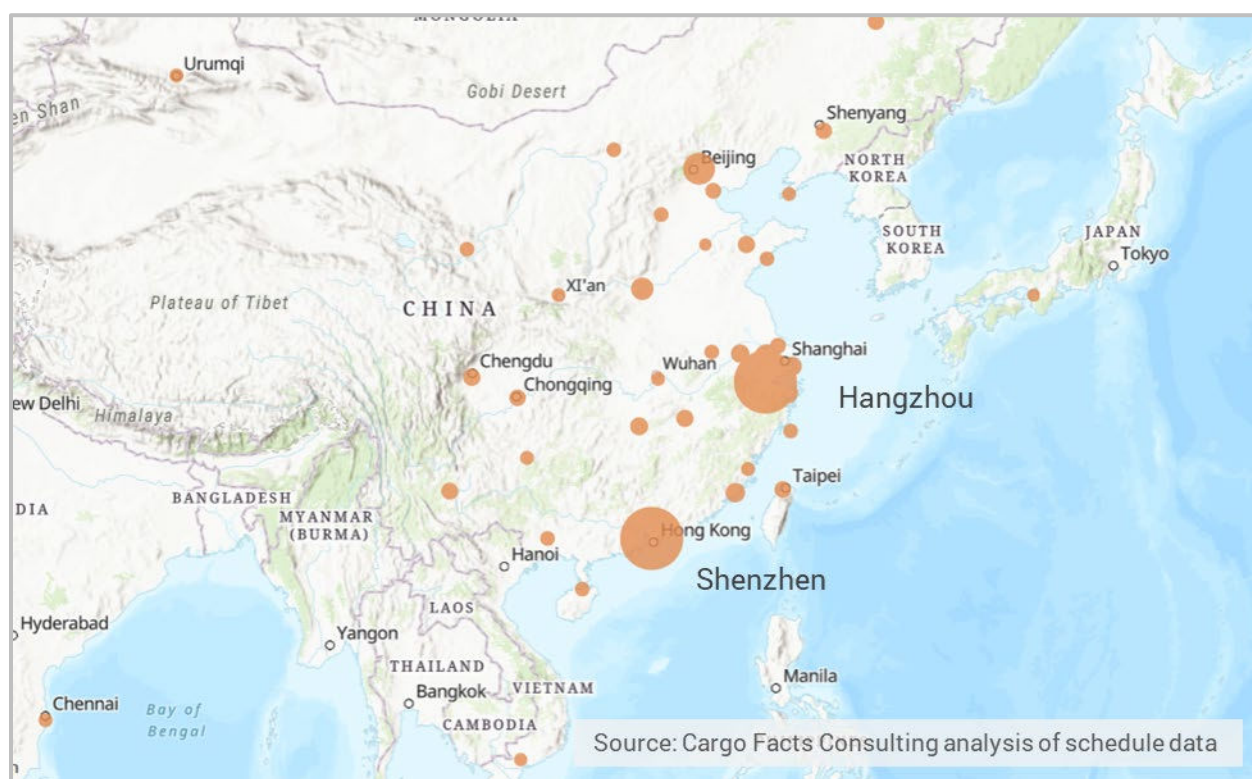 MONGOLIA
Urumqi
Gobi Desert
en Shan
Shenyang
Beijing
NORTH
KOREA
SOUTH
KOREA
JAPAN
Tokyo
XI'an
Plateau of Tibet
CHINA
Chengdu
Chongqing
Wuhan
Shanghai
Hangzhou
ew Delhi
Himalaya
BANGLADESH
DIA
MYANMAR
(BURMA)
Taipei
Hong Kong
Hanoi
Shenzhen
LAOS
Hyderabad
Yangon
THAILAND
Bangkok
VIETNAM
Manila
Chennai
Bay of
Bengal
CAMBODIA
Source: Cargo Facts Consulting analysis of schedule data